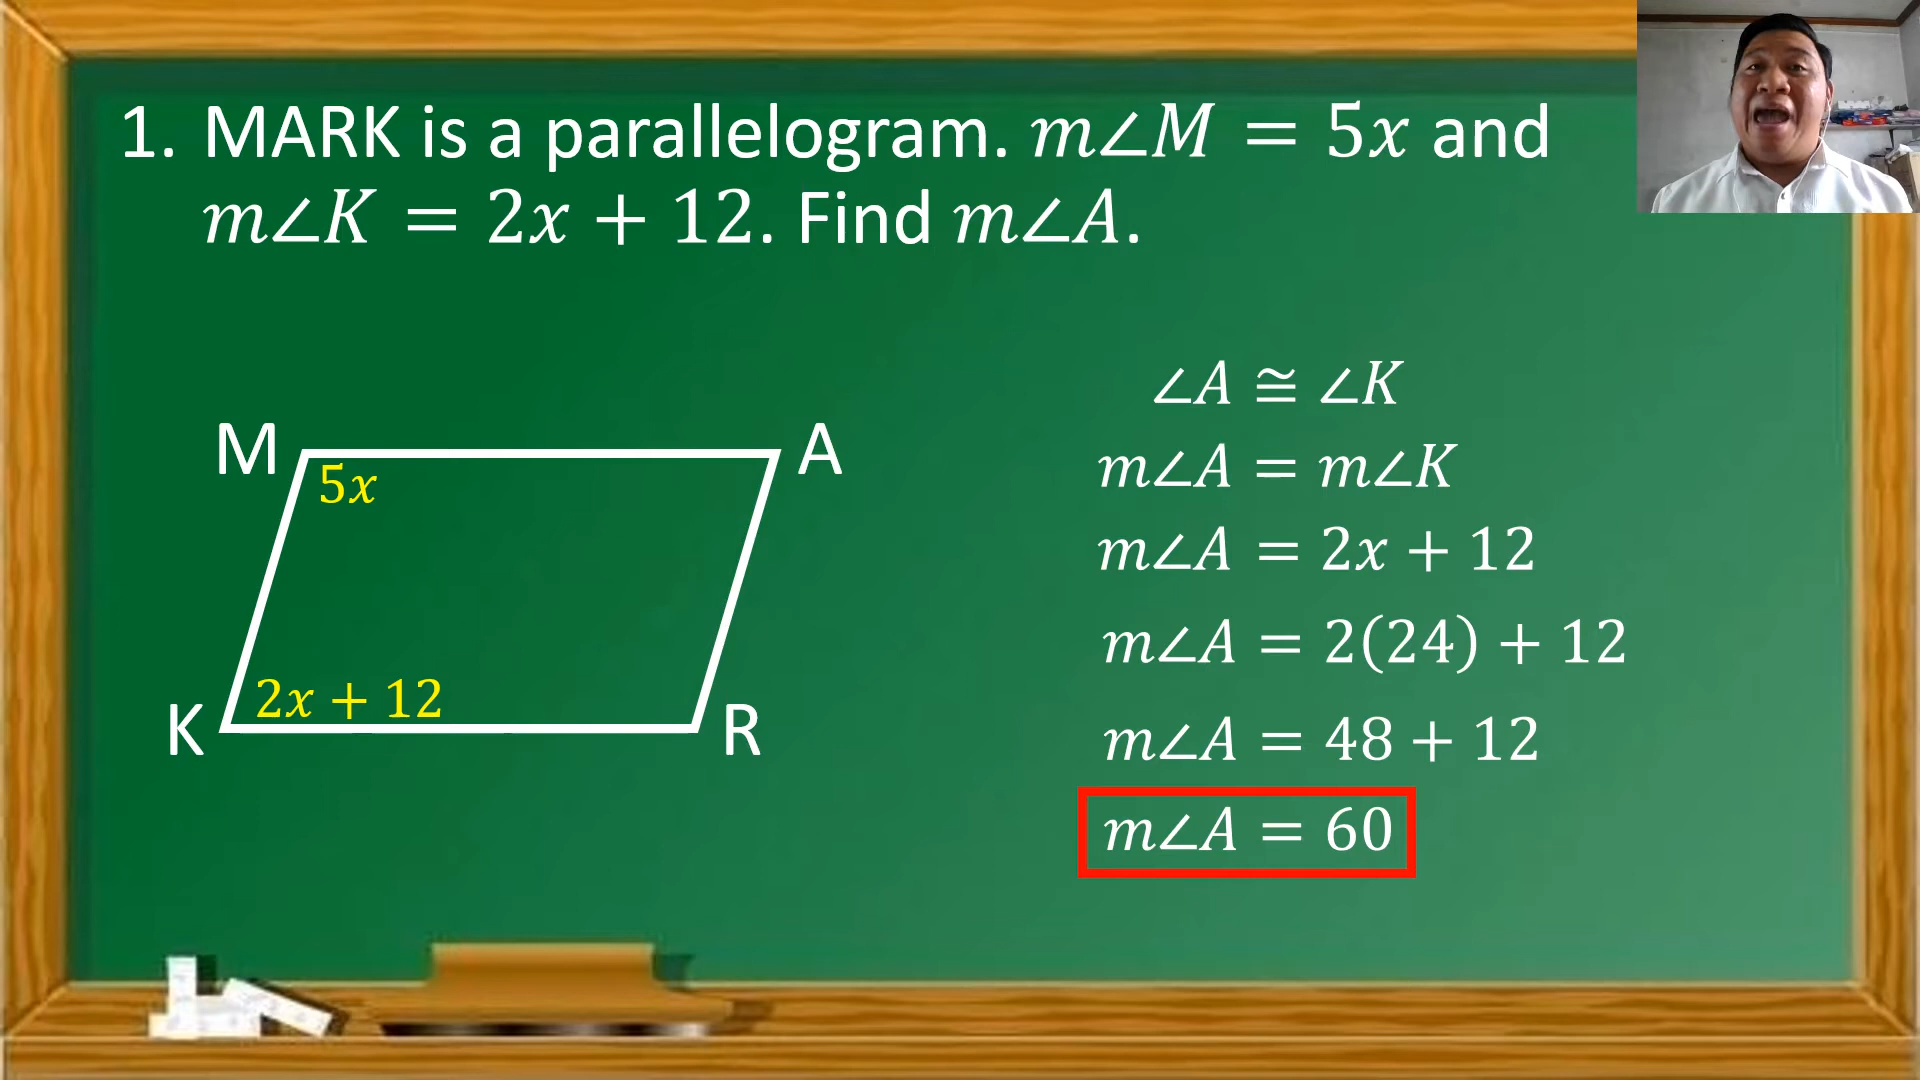 1. MARK is a parallelogram. m∠M = 5x and
m∠K = 2x + 12. Find m∠A.
∠A ≅ ∠K
m∠A = m∠K
m∠A = 2x + 12
m∠A = 2(24) + 12
m∠A = 48 + 12
m∠A = 60
M
A
5x
2x + 12
K
R